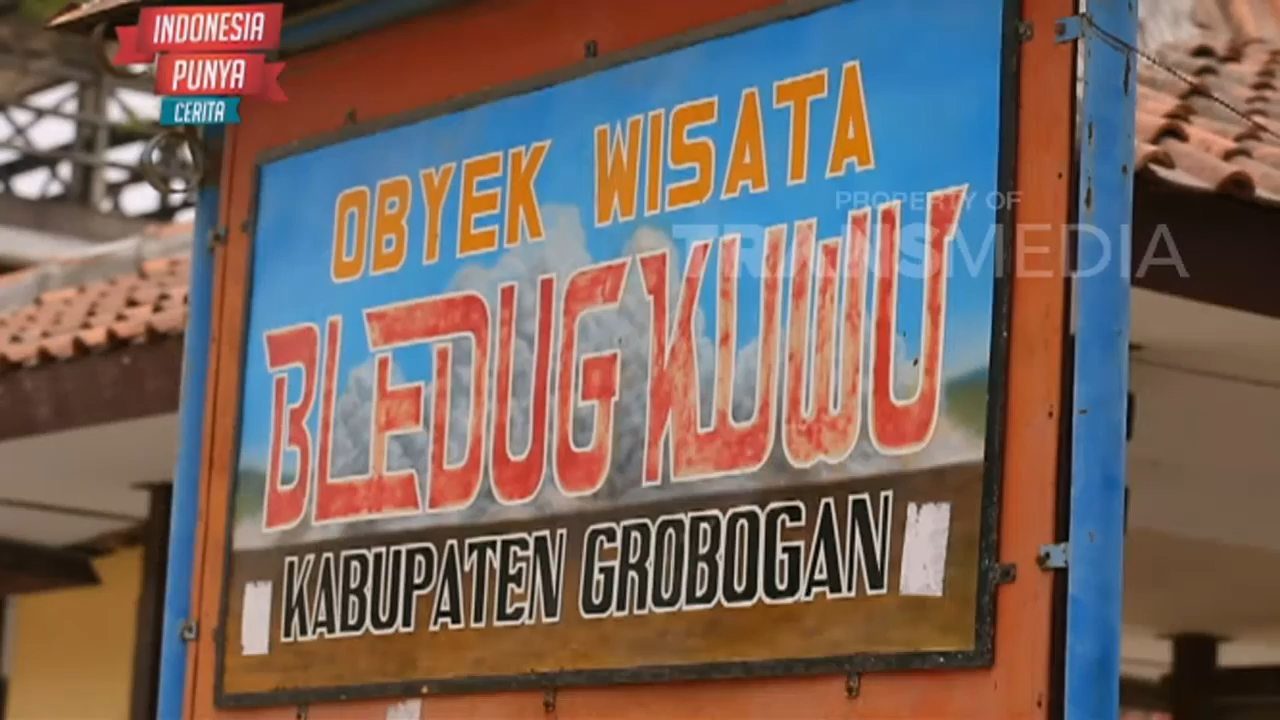 INDONESIA
PUNYA
CERITA
OBYEK WISATA
PROPERTY OF
TRANSMEDIA
BLEDUG KUWU
KABUPATEN GROBOGAN